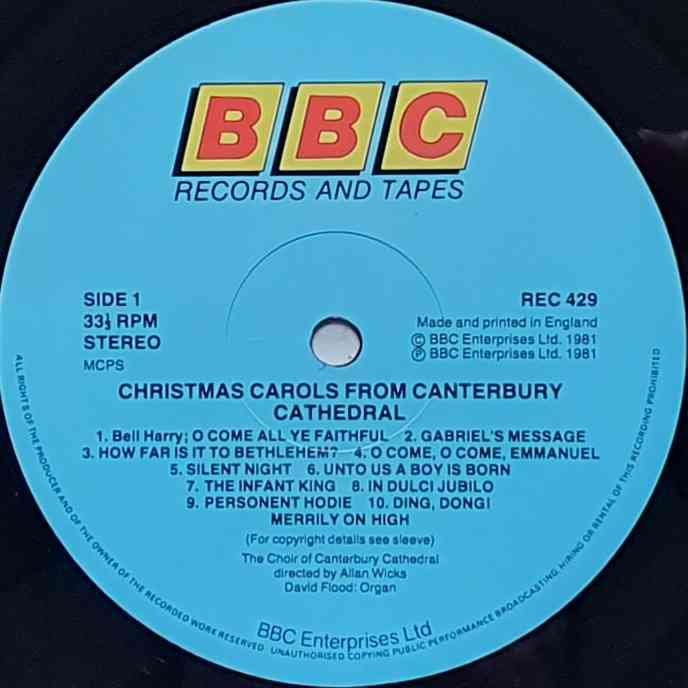 BBC
RECORDS AND TAPES
SIDE 1
33⅓ RPM
STEREO
MCPS
REC 429
Made and printed in England
© BBC Enterprises Ltd. 1981
℗ BBC Enterprises Ltd. 1981
CHRISTMAS CAROLS FROM CANTERBURY
CATHEDRAL
1. Bell Harry; O COME ALL YE FAITHFUL 2. GABRIEL'S MESSAGE
3. HOW FAR IS IT TO BETHLEHEM? 4. O COME, O COME, EMMANUEL
5. SILENT NIGHT 6. UNTO US A BOY IS BORN
7. THE INFANT KING 8. IN DULCI JUBILO
9. PERSONENT HODIE 10. DING, DONG!
MERRILY ON HIGH
(For copyright details see sleeve)
The Choir of Canterbury Cathedral
directed by Allan Wicks
David Flood: Organ
BBC Enterprises Ltd
ALL RIGHTS OF THE PRODUCER AND OF THE OWNER OF THE RECORDED WORK RESERVED UNAUTHORISED COPYING PUBLIC PERFORMANCE BROADCASTING, HIRING OR RENTAL OF THIS RECORDING PROHIBITED